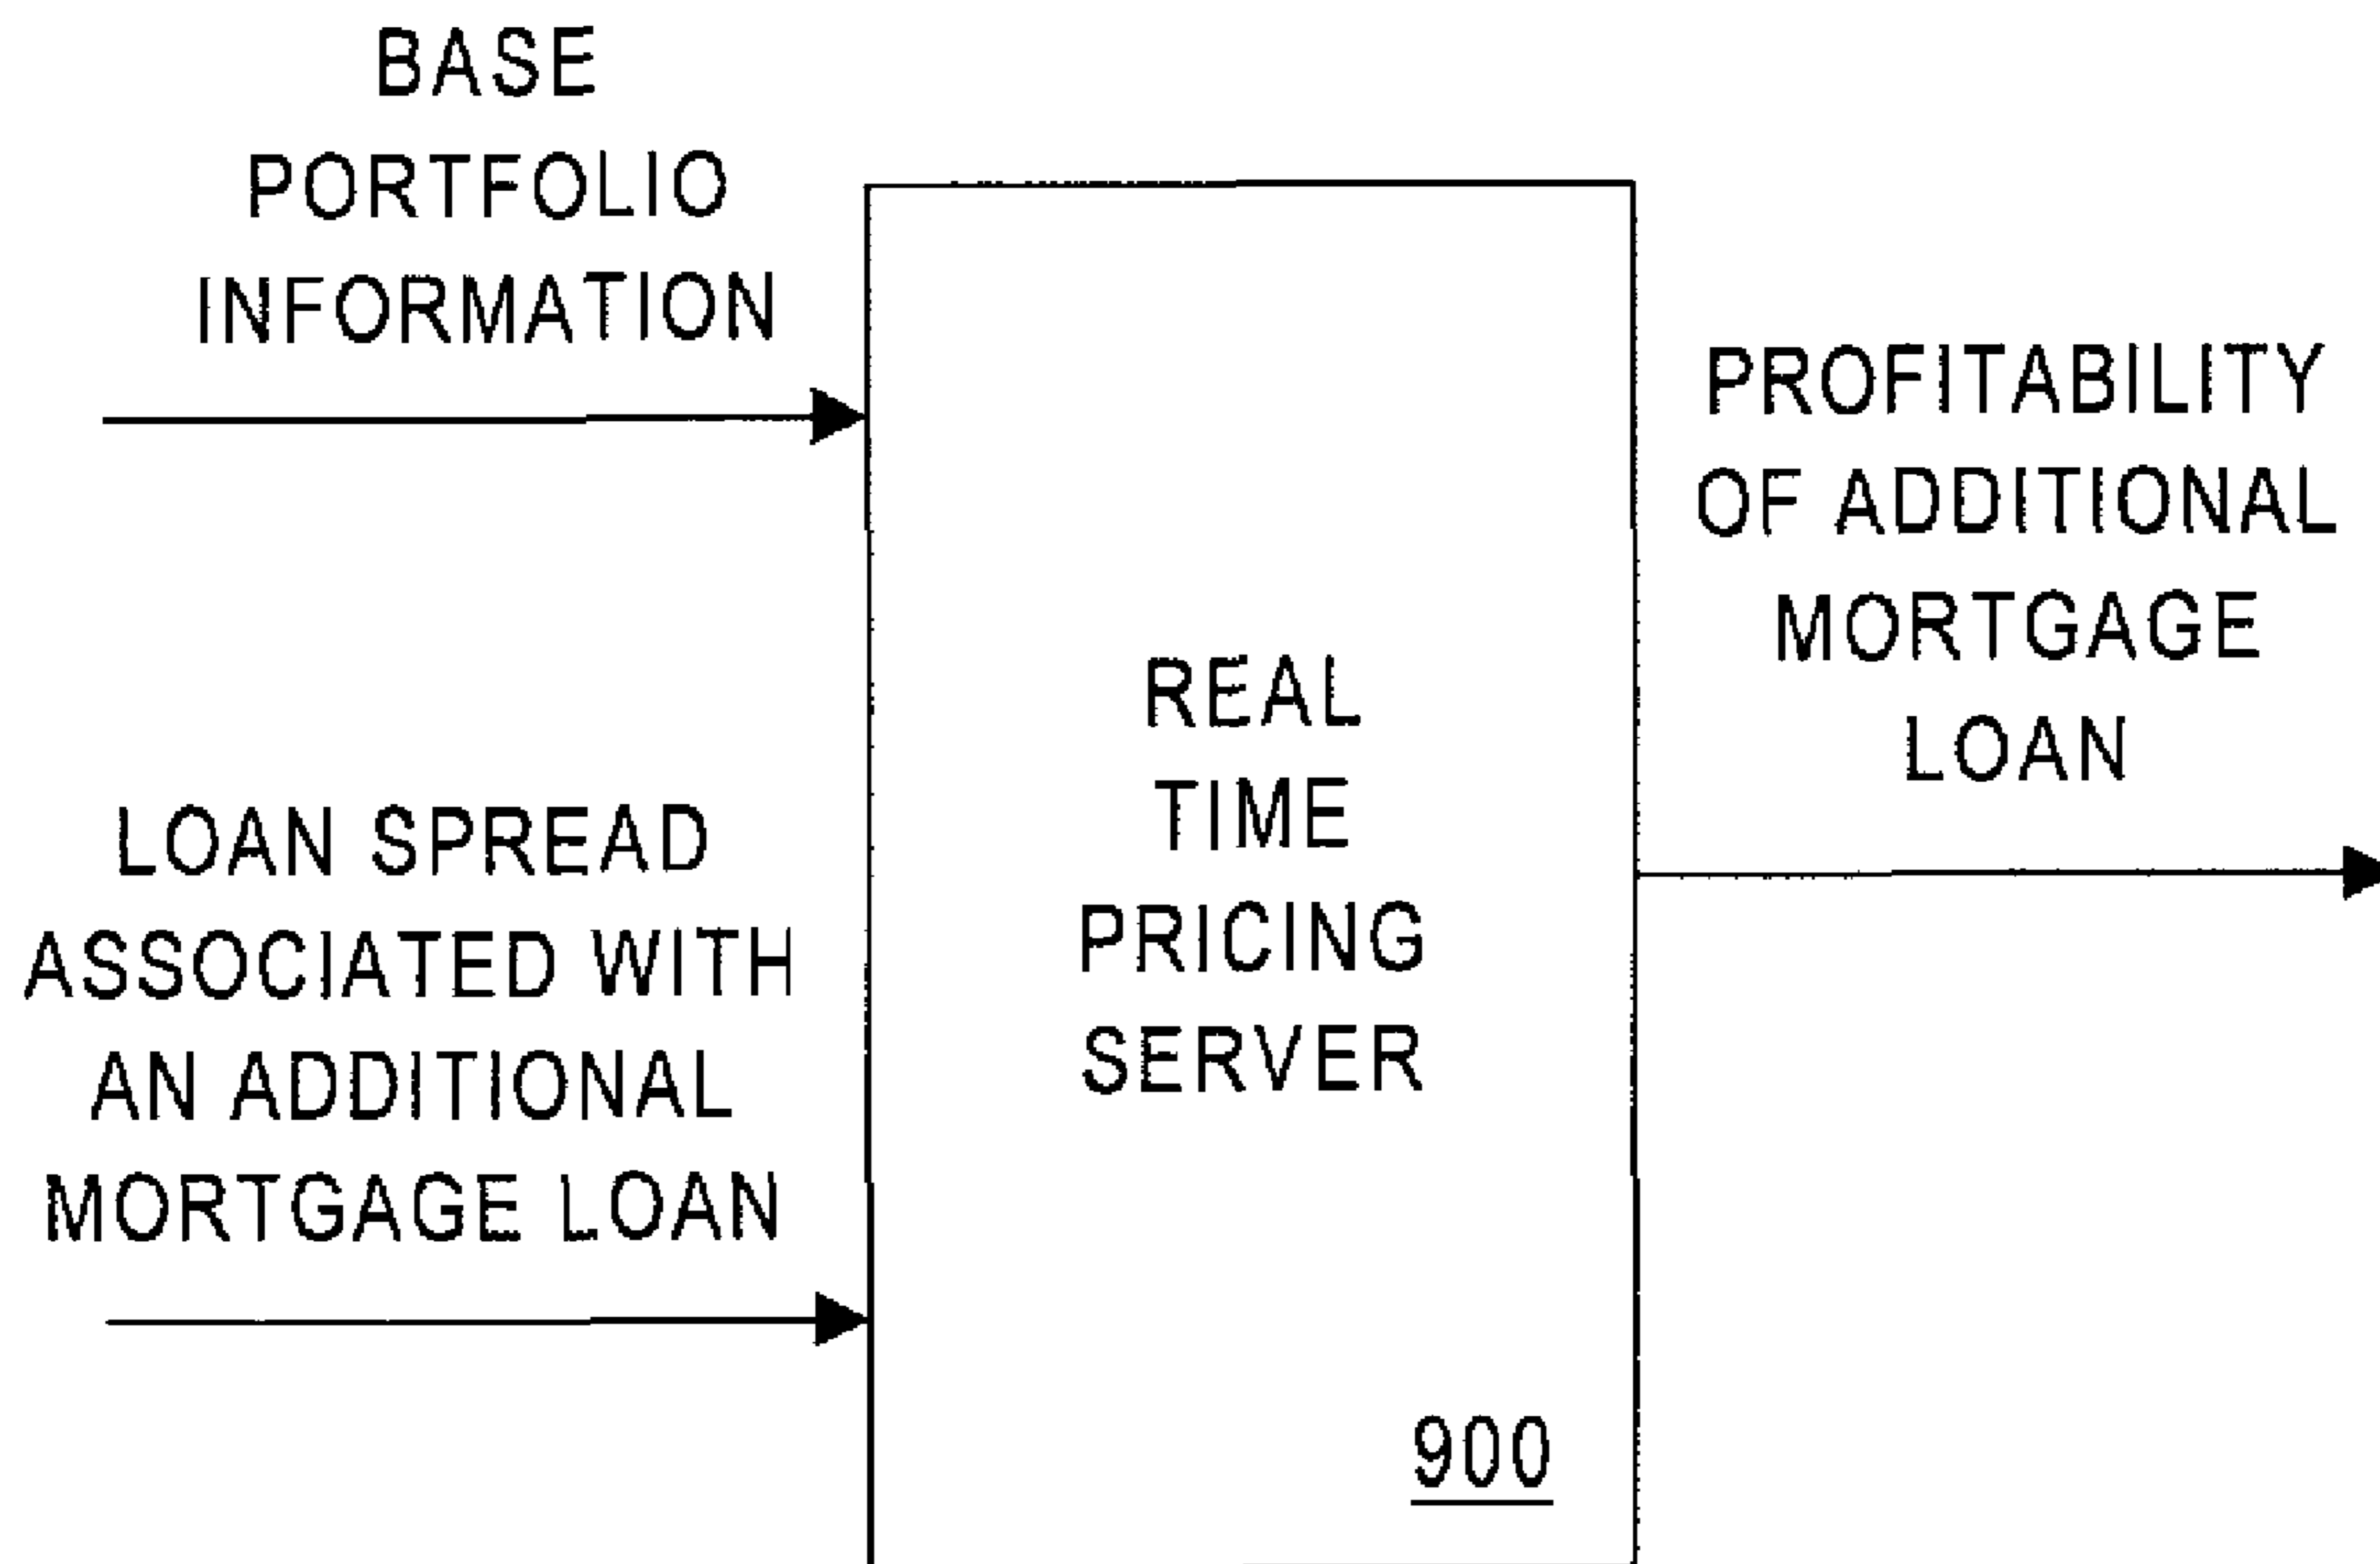 BASE
PORTFOLIO
INFORMATION
LOAN SPREAD
ASSOCIATED WITH
AN ADDITIONAL
MORTGAGE LOAN
REAL
TIME
PRICING
SERVER
900
PROFITABILITY
OF ADDITIONAL
MORTGAGE
LOAN